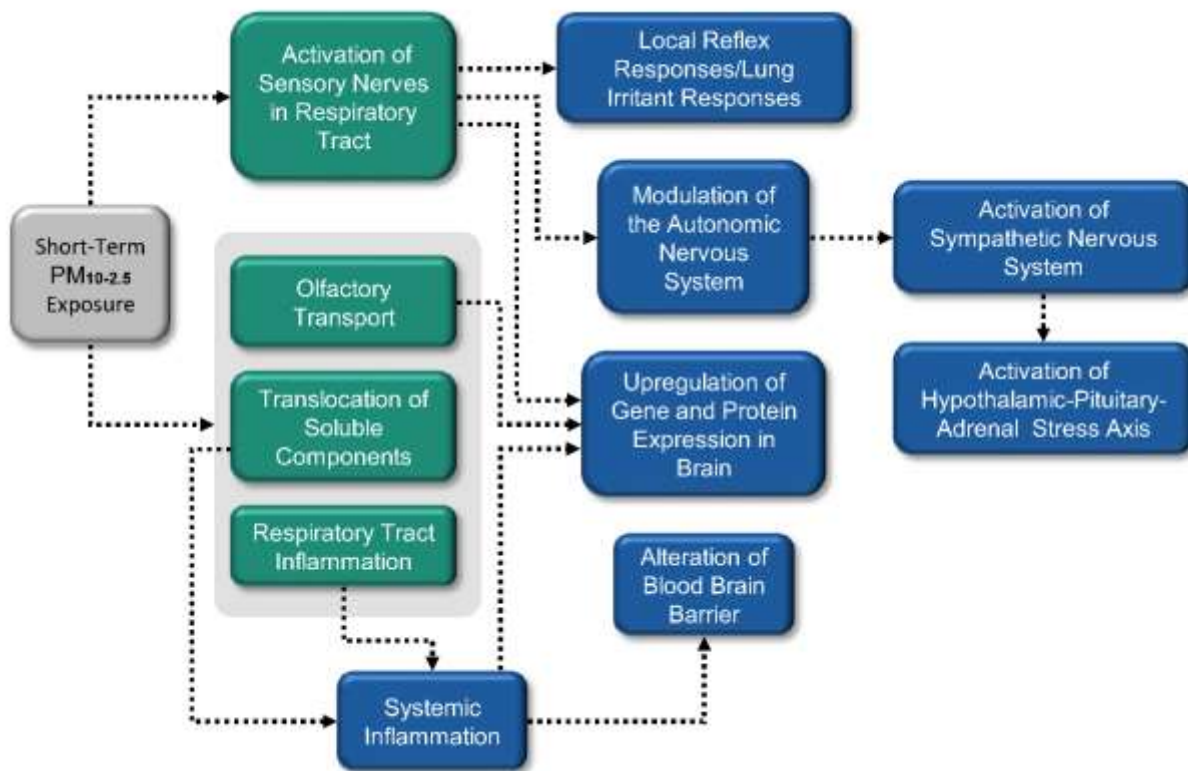 Short-Term
PM10-2.5
Exposure
Activation of
Sensory Nerves
in Respiratory
Tract
Local Reflex
Responses/Lung
Irritant Responses
Modulation of
the Autonomic
Nervous
System
Activation of
Sympathetic Nervous
System
Olfactory
Transport
Upregulation of
Gene and Protein
Expression in
Brain
Activation of
Hypothalamic-Pituitary-
Adrenal Stress Axis
Translocation of
Soluble
Components
Respiratory Tract
Inflammation
Alteration of
Blood Brain
Barrier
Systemic
Inflammation